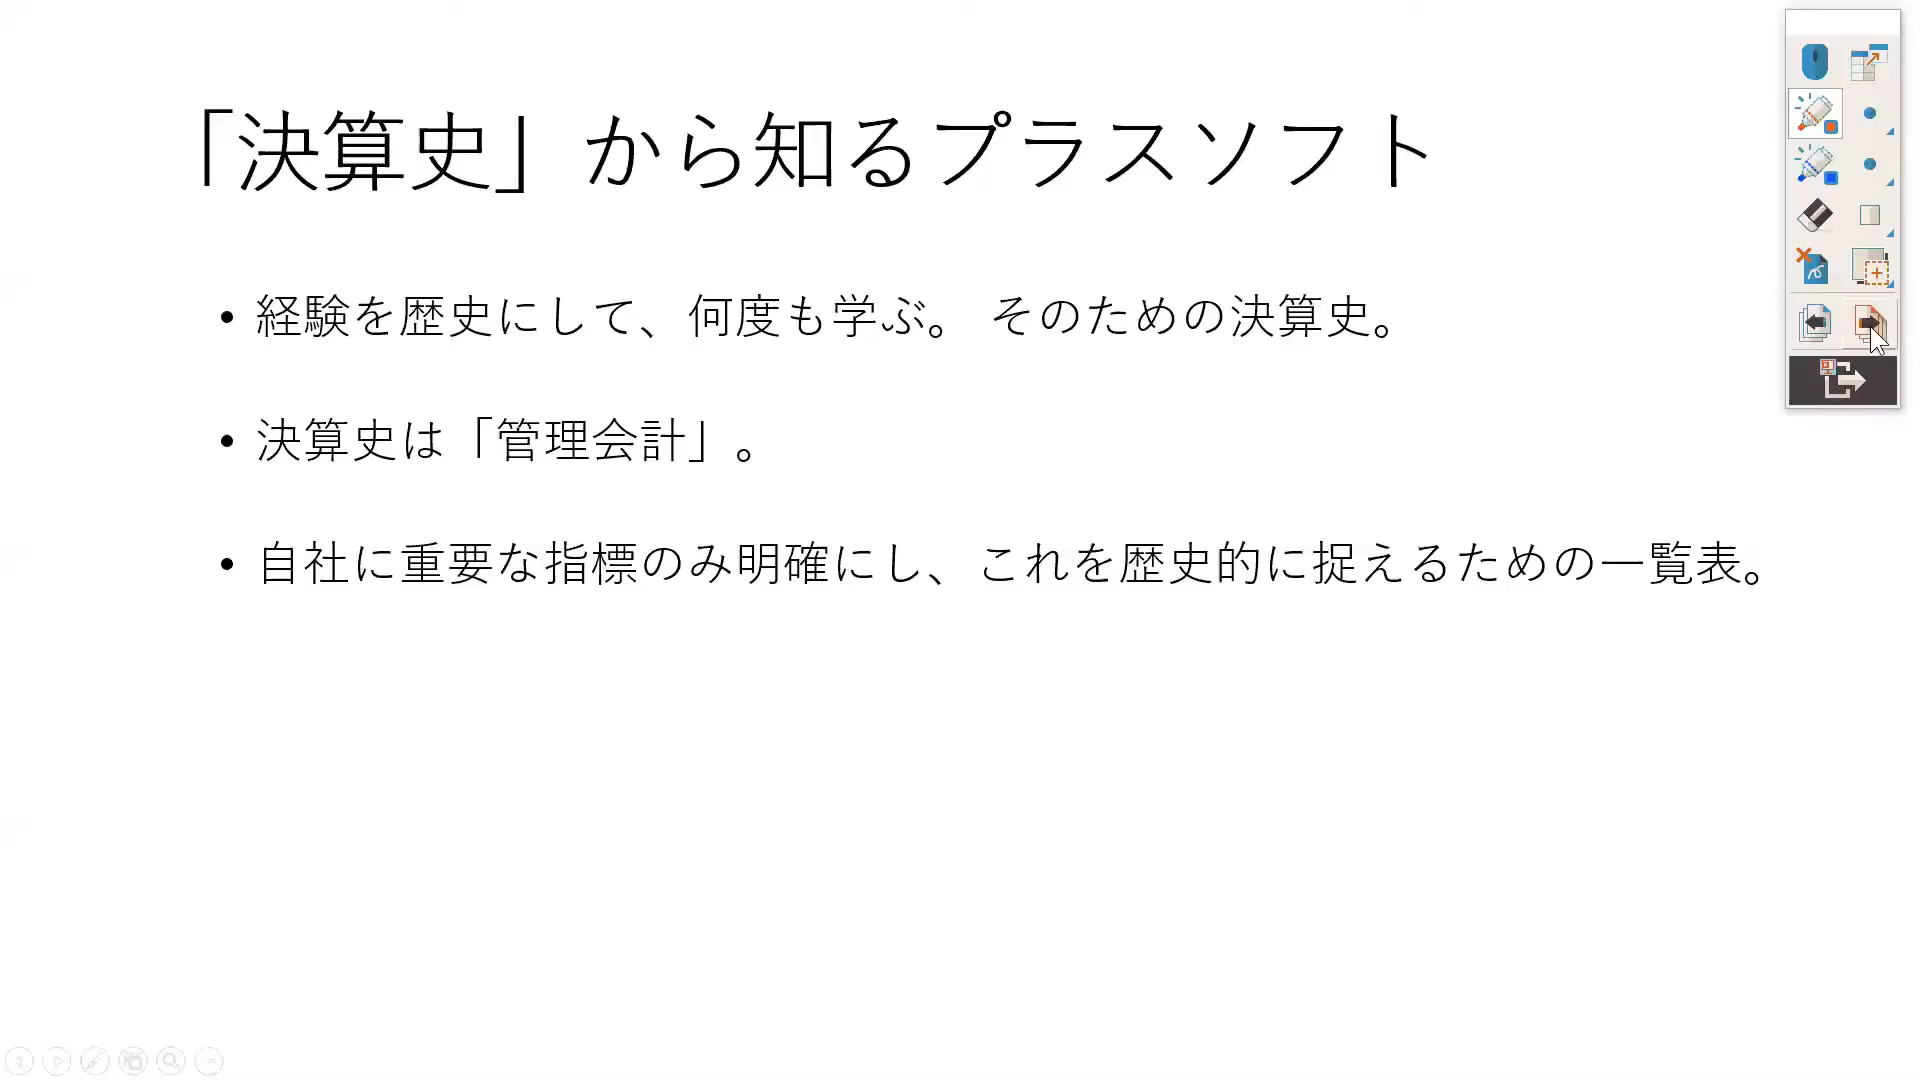 「決算史」から知るプラスソフト
• 経験を歴史にして、何度も学ぶ。 そのための決算史。
• 決算史は「管理会計」。
• 自社に重要な指標のみ明確にし、これを歴史的に捉えるための一覧表。